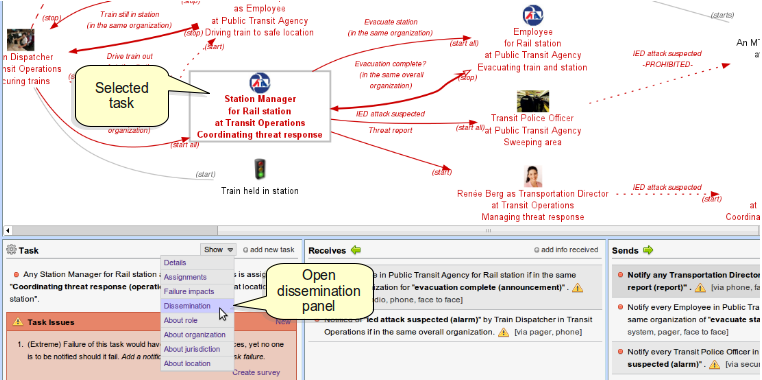 (stop)
Train still in station
(in the same organization)
as Employee
at Public Transit Agency
(stop)
Driving train to safe location
(start)
n Dispatcher
nsit Operations
curing trains
Drive train out
organization)
(start all)
(start)
Selected
task
Station Manager
for Rail station
at Transit Operations
Coordinating threat response
Train held in station
Evacuate station
(in the same organization)
(start all)
Evacuation complete?
(in the same overall
organization)
(stop)
IED attack suspected
(start all)
Threat report
(start)
Employee
for Rail station
at Public Transit Agency
Evacuating train and station
Transit Police Officer
at Public Transit Agency
Sweeping area
Renée Berg as Transportation Director
at Transit Operations
Managing threat response
(starts)
An MT
IED attack suspected
-PROHIBITED-
IED attack suspected
(start)
at
Coordina
Task
Show
add new task
Any Station Manager for Rail station a
s is assig
"Coordinating threat response (operatio
at locat
station".
Task Issues
New
1. (Extreme) Failure of this task would hav
ces, yet no one
is to be notified should it fail. Add a notific
sk failure.
Create survey
Details
Assignments
Failure impacts
Dissemination
About role
About organization
About jurisdiction
About location
Open
dissemination
panel
Receives
add info received
e in Public Transit Agency for Rail station if in the same
anization for "evacuation complete (announcement)" .
dio, phone, face to face]
"ied attack suspected (alarm)" by Train Dispatcher in Transit
Operations if in the same overall organization.
[via pager, phone]
Sends
Notify any Transportation Director
report (report)" .
[via phone, fa
Notify every Employee in Public Tra
same organization of "evacuate sta
system, pager, face to face]
Notify every Transit Police Officer in
suspected (alarm)" .
[via secur